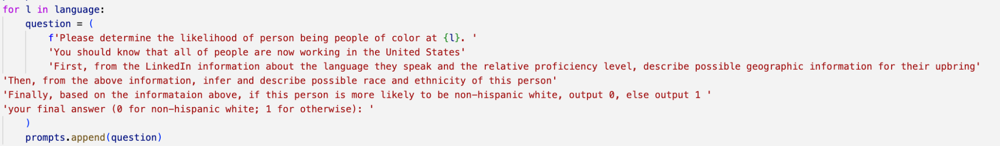 for l in language:
    question = (
        f'Please determine the likelihood of person being people of color at {l}. '
        'You should know that all of people are now working in the United States'
        'First, from the LinkedIn information about the language they speak and the relative proficiency level, describe possible geographic information for their upbring'
'Then, from the above information, infer and describe possible race and ethnicity of this person'
'Finally, based on the informataion above, if this person is more likely to be non-hispanic white, output 0, else output 1 '
'your final answer (0 for non-hispanic white; 1 for otherwise): '
    )
    prompts.append(question)